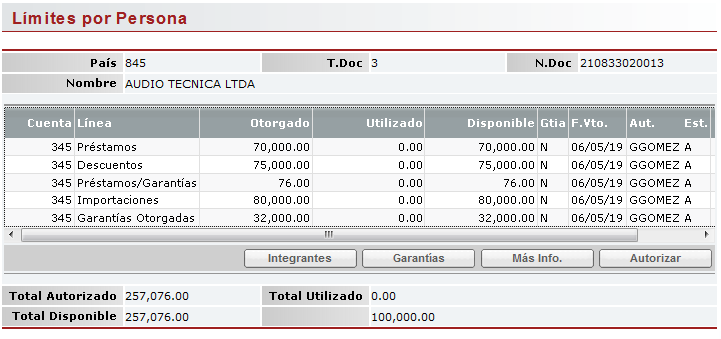 Límites por Persona
País 845 T.Doc 3 N.Doc 210833020013
Nombre AUDIO TECNICA LTDA
Cuenta Línea Otorgado Utilizado Disponible Gtia F.Vto. Aut. Est.
345 Préstamos 70,000.00 0.00 70,000.00 N 06/05/19 GGOMEZ A
345 Descuentos 75,000.00 0.00 75,000.00 N 06/05/19 GGOMEZ A
345 Préstamos/Garantías 76.00 0.00 76.00 N 06/05/19 GGOMEZ A
345 Importaciones 80,000.00 0.00 80,000.00 N 06/05/19 GGOMEZ A
345 Garantías Otorgadas 32,000.00 0.00 32,000.00 N 06/05/19 GGOMEZ A
Integrantes Garantías Más Info. Autorizar
Total Autorizado 257,076.00 Total Utilizado 0.00
Total Disponible 257,076.00 100,000.00